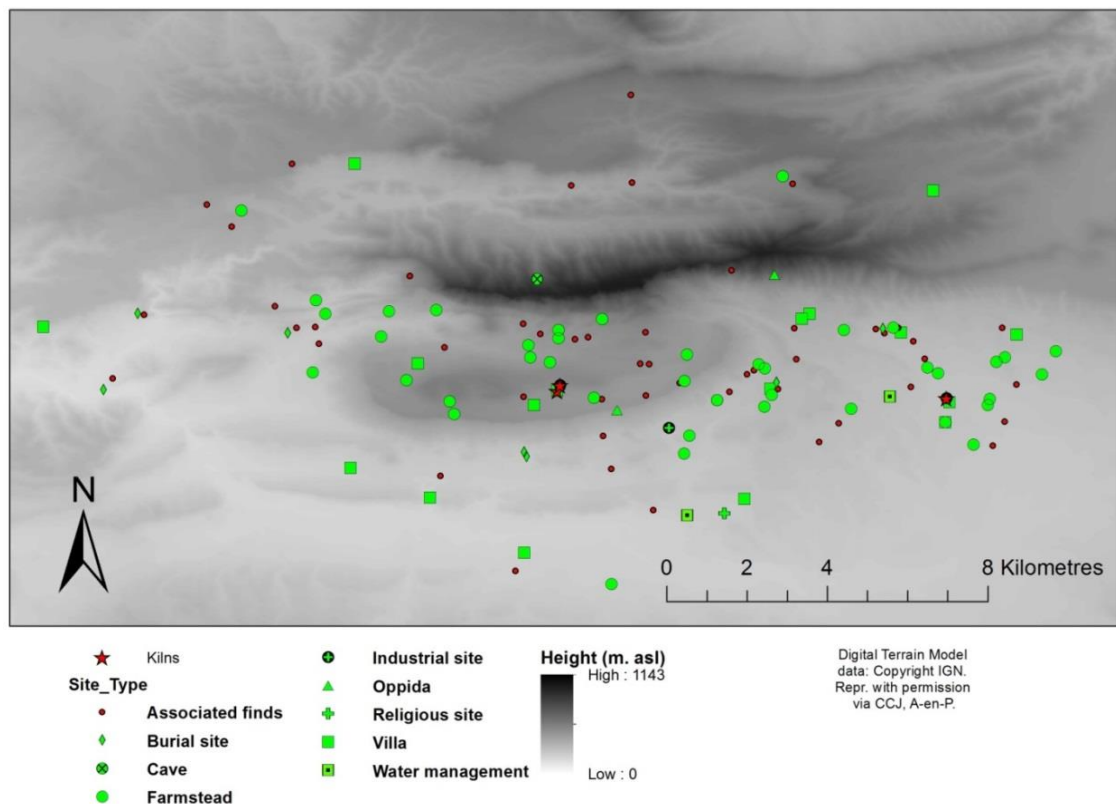 N
0 2 4 8 Kilometres
Kilns
Site_Type
Associated finds
Burial site
Cave
Farmstead
Industrial site
Oppida
Religious site
Villa
Water management
Height (m. asl)
High : 1143
Low : 0
Digital Terrain Model
data: Copyright IGN.
Repr. with permission
via CCJ, A-en-P.